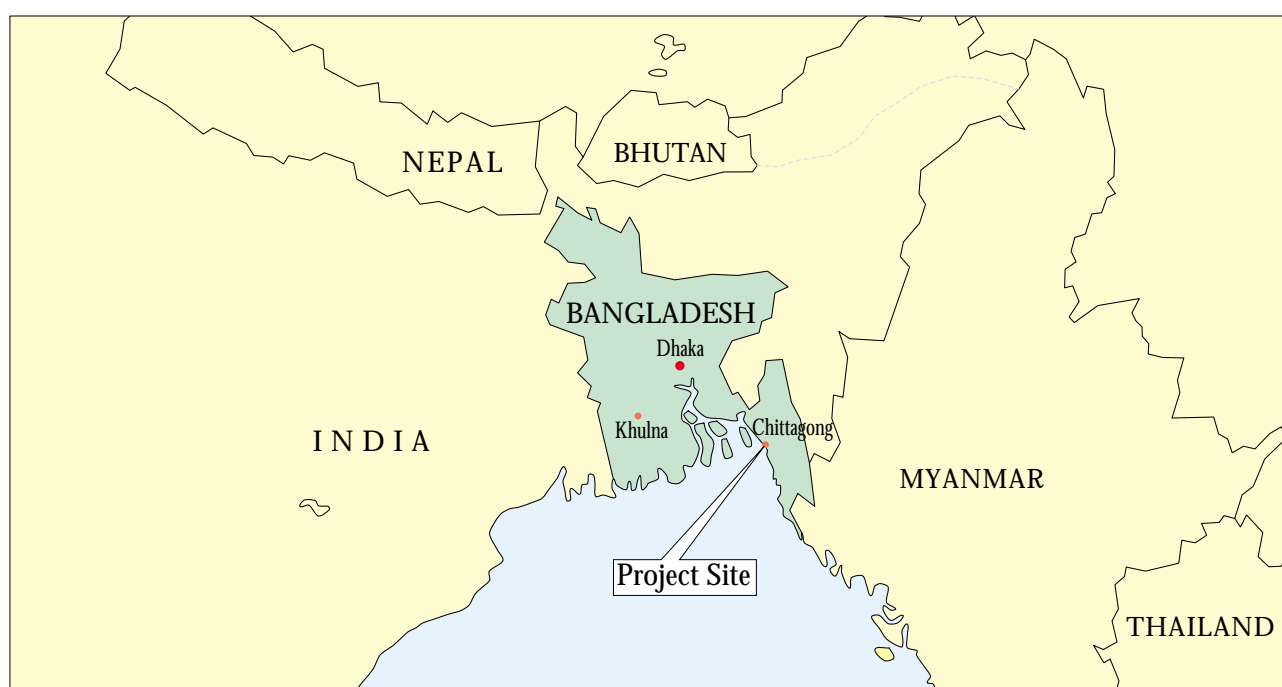 NEPAL
BHUTAN
BANGLADESH
Dhaka
Khulna
Chittagong
INDIA
MYANMAR
Project Site
THAILAND